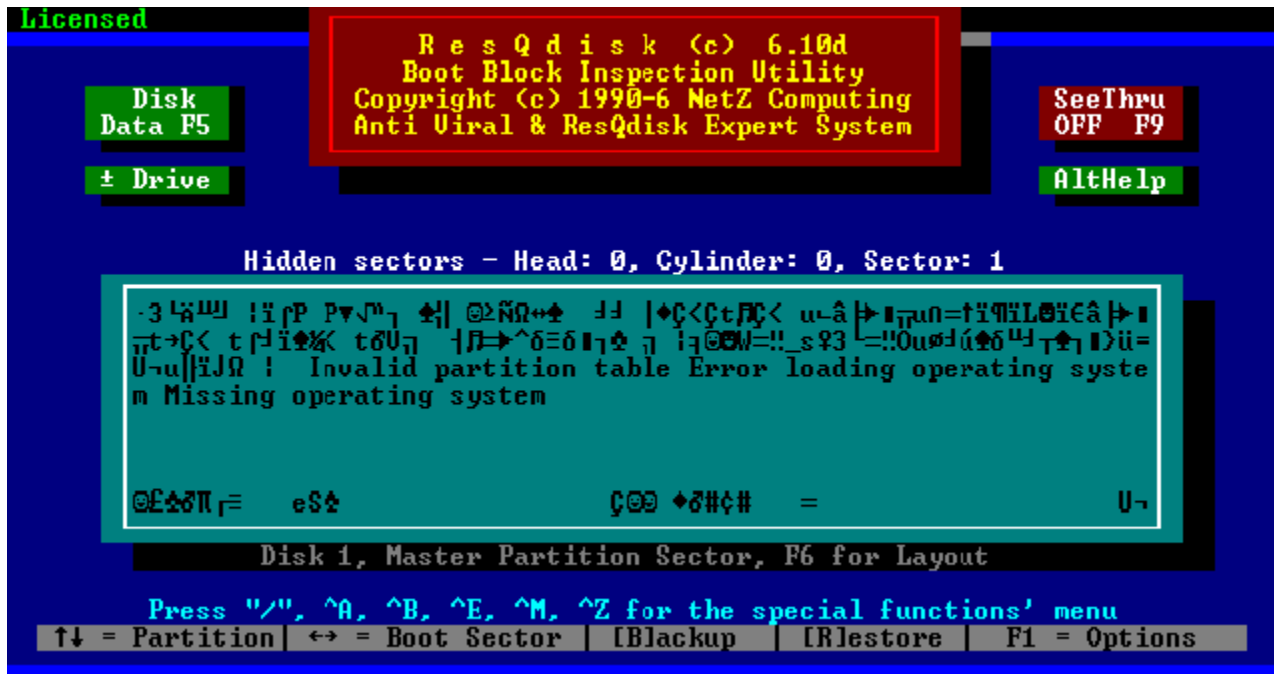 Licensed
R e s Q d i s k (c) 6.10d
Boot Block Inspection Utility
Copyright (c) 1990-6 NetZ Computing
Anti Viral & ResQdisk Expert System
Disk
Data F5
SeeThru
OFF F9
± Drive
AltHelp
Hidden sectors - Head: 0, Cylinder: 0, Sector: 1
Invalid partition table Error loading operating syste
m Missing operating system
Disk 1, Master Partition Sector, F6 for Layout
Press "/", ^A, ^B, ^E, ^M, ^Z for the special functions' menu
↑↓ = Partition│ ↔ = Boot Sector │ [B]ackup │ [R]estore │ F1 = Options